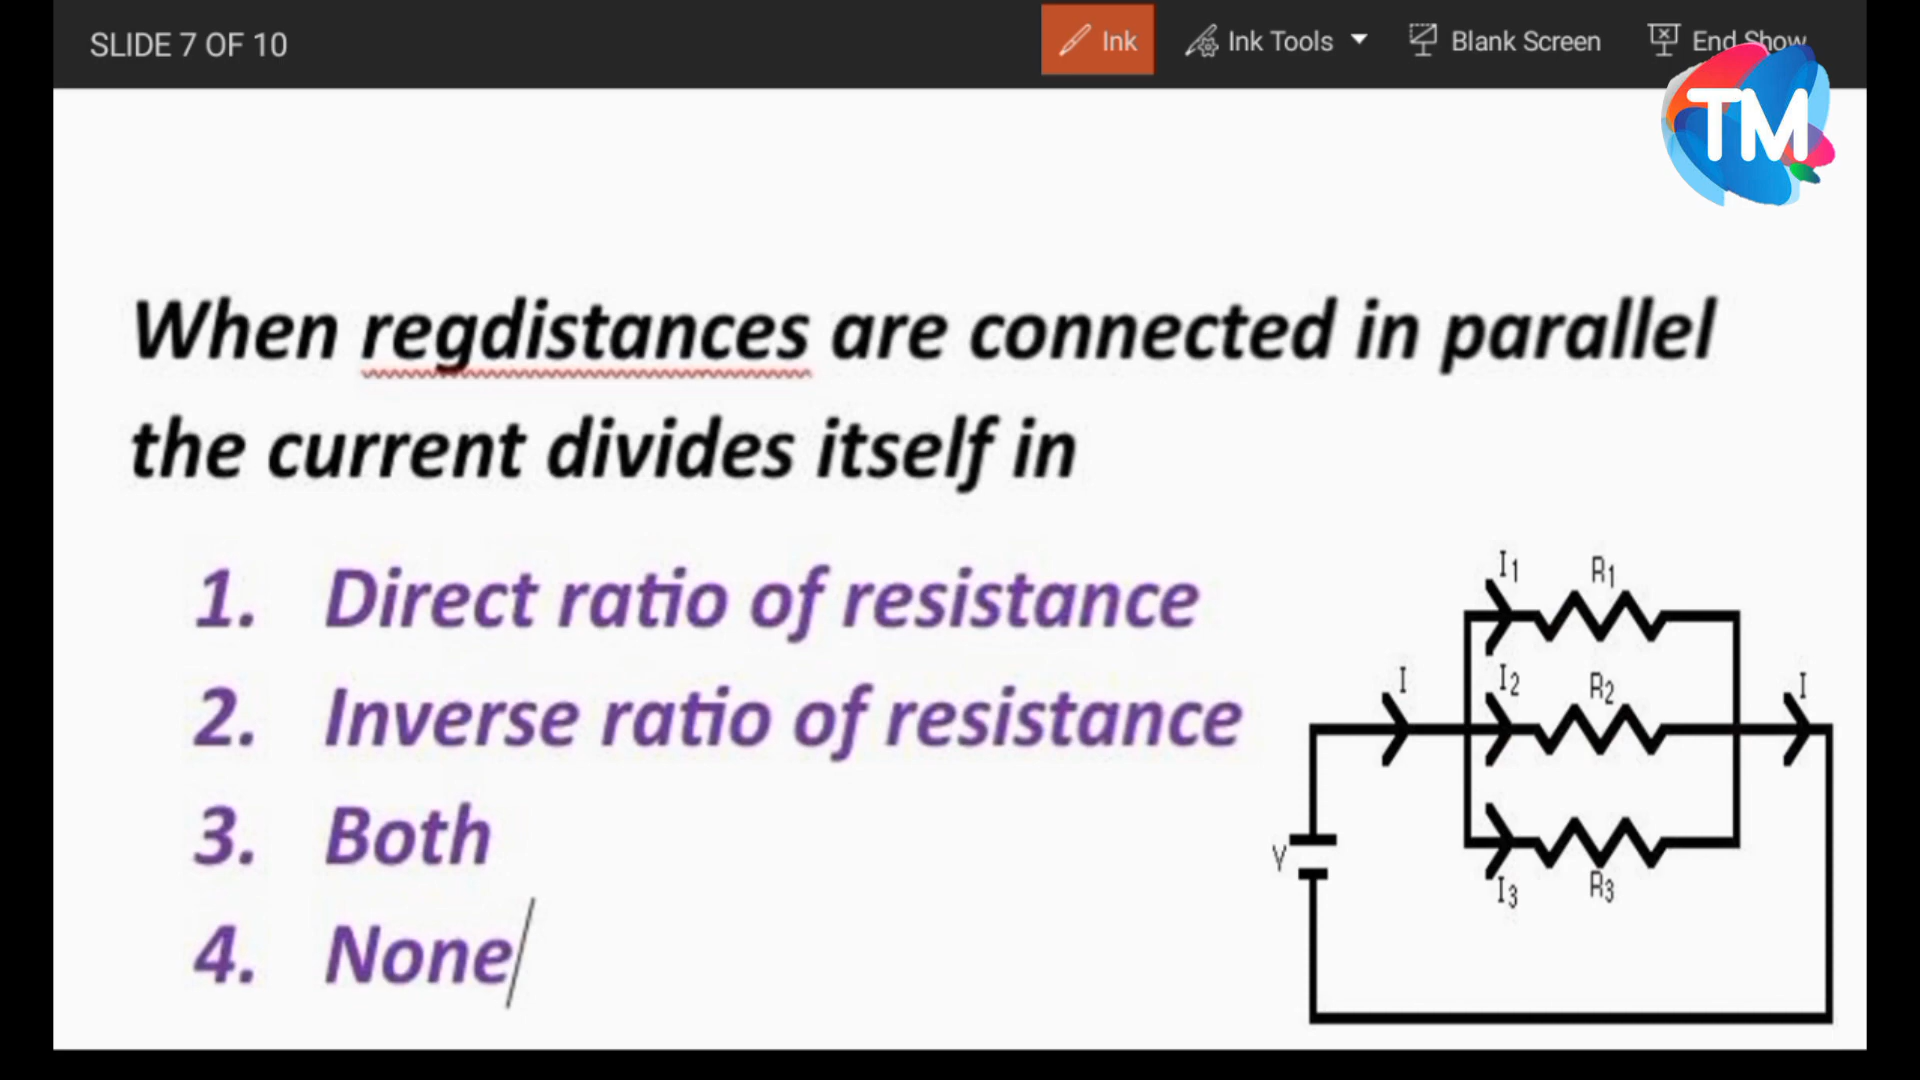 SLIDE 7 OF 10
Ink
Ink Tools
Blank Screen
End Show
TM
When regdistances are connected in parallel
the current divides itself in
1. Direct ratio of resistance
2. Inverse ratio of resistance
3. Both
4. None
I1
R1
I
I2
R2
I
V
I3
R3